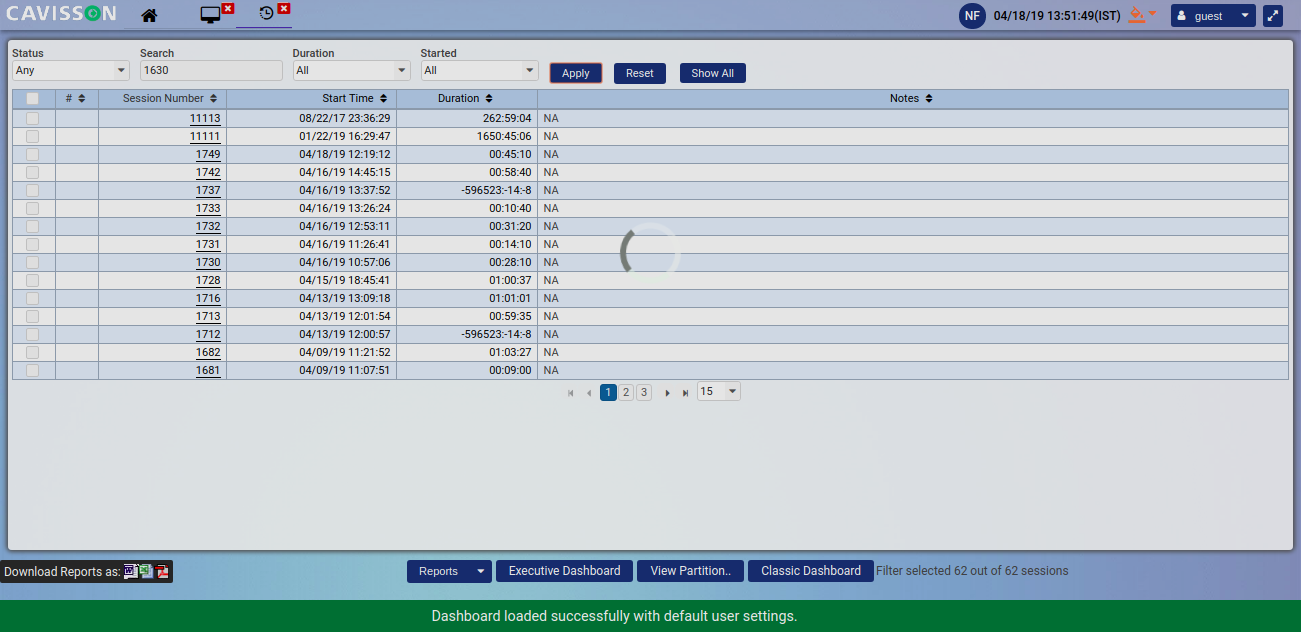 CAVISSON NF 04/18/19 13:51:49(IST) guest
Status Search Duration Started
Any 1630 All All Apply Reset Show All
# Session Number Start Time Duration Notes
11113 08/22/17 23:36:29 262:59:04 NA
11111 01/22/19 16:29:47 1650:45:06 NA
1749 04/18/19 12:19:12 00:45:10 NA
1742 04/16/19 14:45:15 00:58:40 NA
1737 04/16/19 13:37:52 -596523:-14:-8 NA
1733 04/16/19 13:26:24 00:10:40 NA
1732 04/16/19 12:53:11 00:31:20 NA
1731 04/16/19 11:26:41 00:14:10 NA
1730 04/16/19 10:57:06 00:28:10 NA
1728 04/15/19 18:45:41 01:00:37 NA
1716 04/13/19 13:09:18 01:01:01 NA
1713 04/13/19 12:01:54 00:59:35 NA
1712 04/13/19 12:00:57 -596523:-14:-8 NA
1682 04/09/19 11:21:52 01:03:27 NA
1681 04/09/19 11:07:51 00:09:00 NA
1 2 3 15
Download Reports as: Reports Executive Dashboard View Partition.. Classic Dashboard Filter selected 62 out of 62 sessions
Dashboard loaded successfully with default user settings.